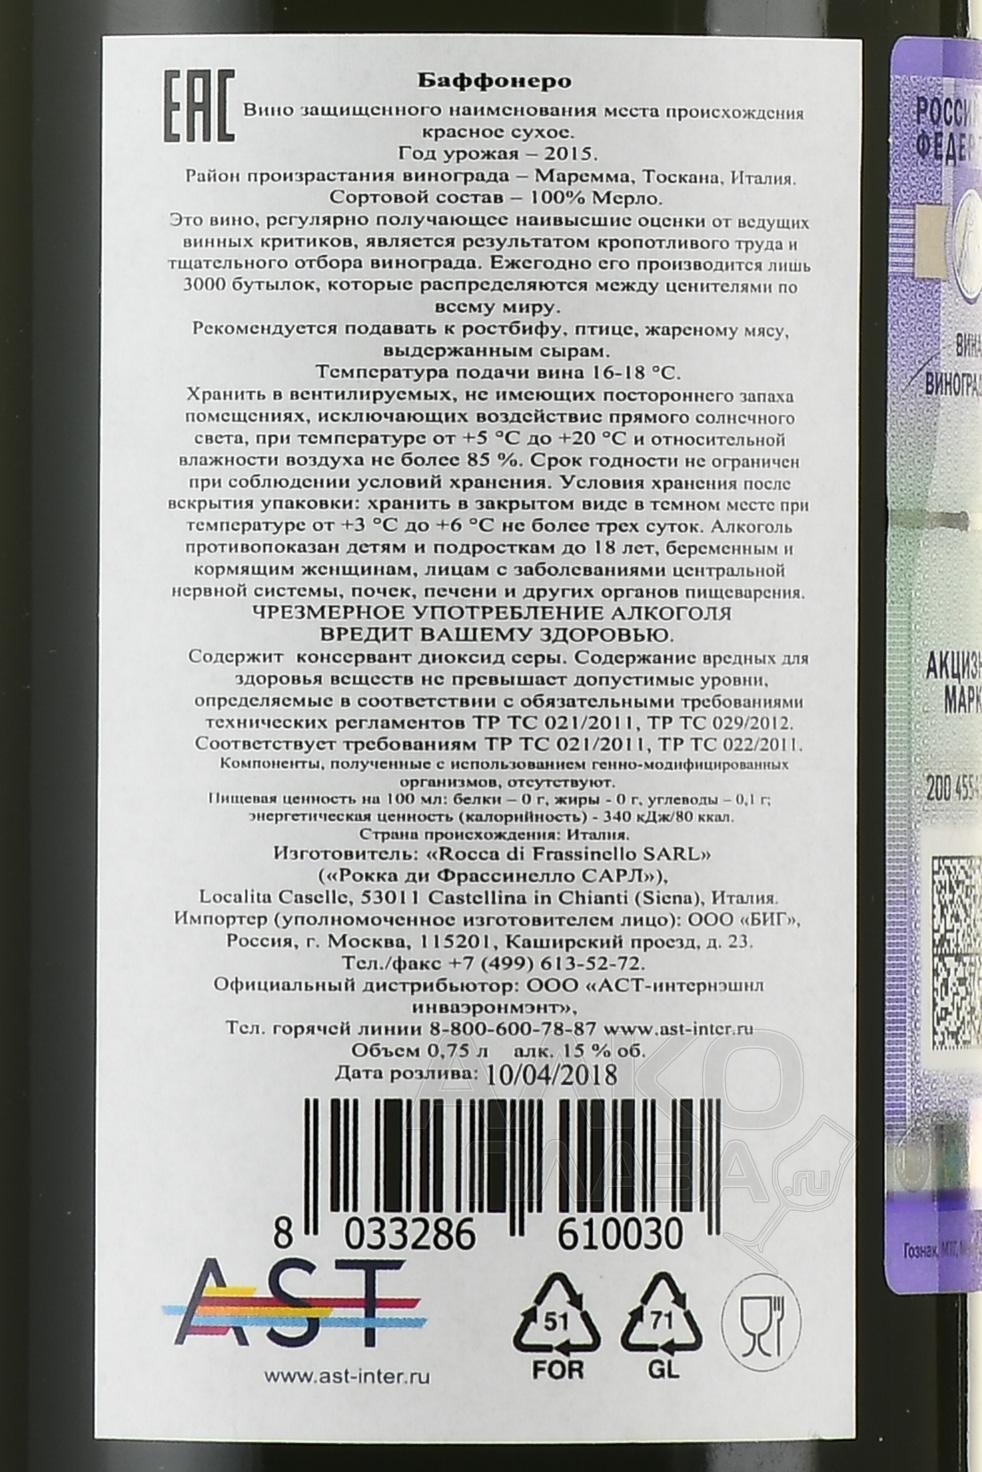 EAC
Баффонеро
Вино защищенного наименования места происхождения
красное сухое.
Год урожая – 2015.
Район произрастания винограда – Маремма, Тоскана, Италия.
Сортовой состав – 100% Мерло.
Это вино, регулярно получающее наивысшие оценки от ведущих
винных критиков, является результатом кропотливого труда и
тщательного отбора винограда. Ежегодно его производится лишь
3000 бутылок, которые распределяются между ценителями по
всему миру.
Рекомендуется подавать к ростбифу, птице, жареному мясу,
выдержанным сырам.
Температура подачи вина 16-18 °С.
Хранить в вентилируемых, не имеющих постороннего запаха
помещениях, исключающих воздействие прямого солнечного
света, при температуре от +5 °С до +20 °С и относительной
влажности воздуха не более 85 %. Срок годности не ограничен
при соблюдении условий хранения. Условия хранения после
вскрытия упаковки: хранить в закрытом виде в темном месте при
температуре от +3 °С до +6 °С не более трех суток. Алкоголь
противопоказан детям и подросткам до 18 лет, беременным и
кормящим женщинам, лицам с заболеваниями центральной
нервной системы, почек, печени и других органов пищеварения.
ЧРЕЗМЕРНОЕ УПОТРЕБЛЕНИЕ АЛКОГОЛЯ
ВРЕДИТ ВАШЕМУ ЗДОРОВЬЮ.
Содержит консервант диоксид серы. Содержание вредных для
здоровья веществ не превышает допустимые уровни,
определяемые в соответствии с обязательными требованиями
технических регламентов ТР ТС 021/2011, ТР ТС 029/2012.
Соответствует требованиям ТР ТС 021/2011, ТР ТС 022/2011.
Компоненты, полученные с использованием генно-модифицированных
организмов, отсутствуют.
Пищевая ценность на 100 мл: белки – 0 г, жиры - 0 г, углеводы – 0,1 г;
энергетическая ценность (калорийность) - 340 кДж/80 ккал.
Страна происхождения: Италия.
Изготовитель: «Rocca di Frassinello SARL»
(«Рокка ди Фрассинелло САРЛ»),
Localita Caselle, 53011 Castellina in Chianti (Siena), Италия.
Импортер (уполномоченное изготовителем лицо): ООО «БИГ»,
Россия, г. Москва, 115201, Каширский проезд, д. 23.
Тел./факс +7 (499) 613-52-72.
Официальный дистрибьютор: ООО «АСТ-интернэшнл
инваэронмэнт»,
Тел. горячей линии 8-800-600-78-87 www.ast-inter.ru
Объем 0,75 л алк. 15 % об.
Дата розлива: 10/04/2018
8 033286 610030
AST
www.ast-inter.ru
51
FOR
71
GL
АЛКО
ГЛАВА.ru
АКЦИЗН
МАРК
200 455
Гознак